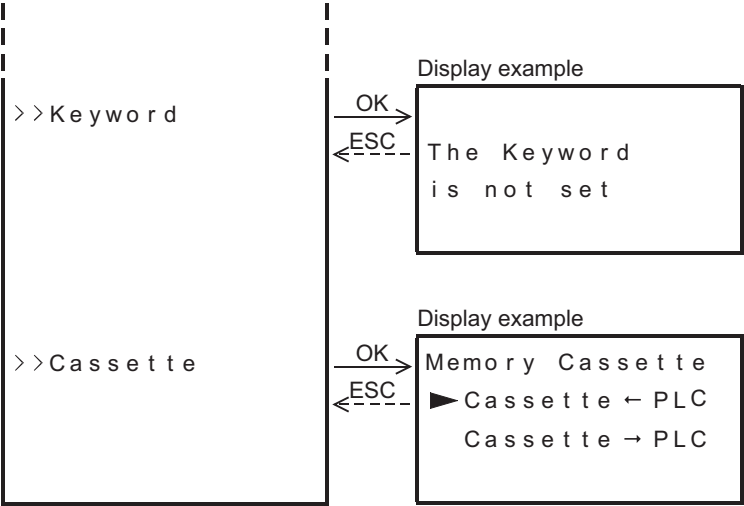 Display example
>>Keyword
OK
ESC
The Keyword
is not set
Display example
>>Cassette
OK
ESC
Memory Cassette
►Cassette ← PLC
Cassette → PLC